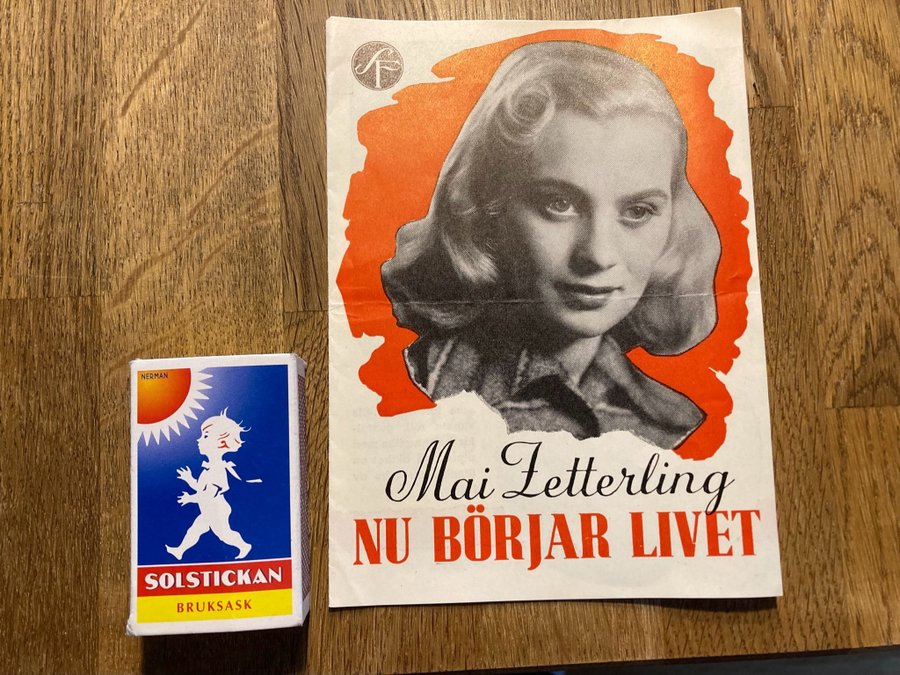 SF
Mai Zetterling
NU BÖRJAR LIVET
NERMAN
SOLSTICKAN
BRUKSASK